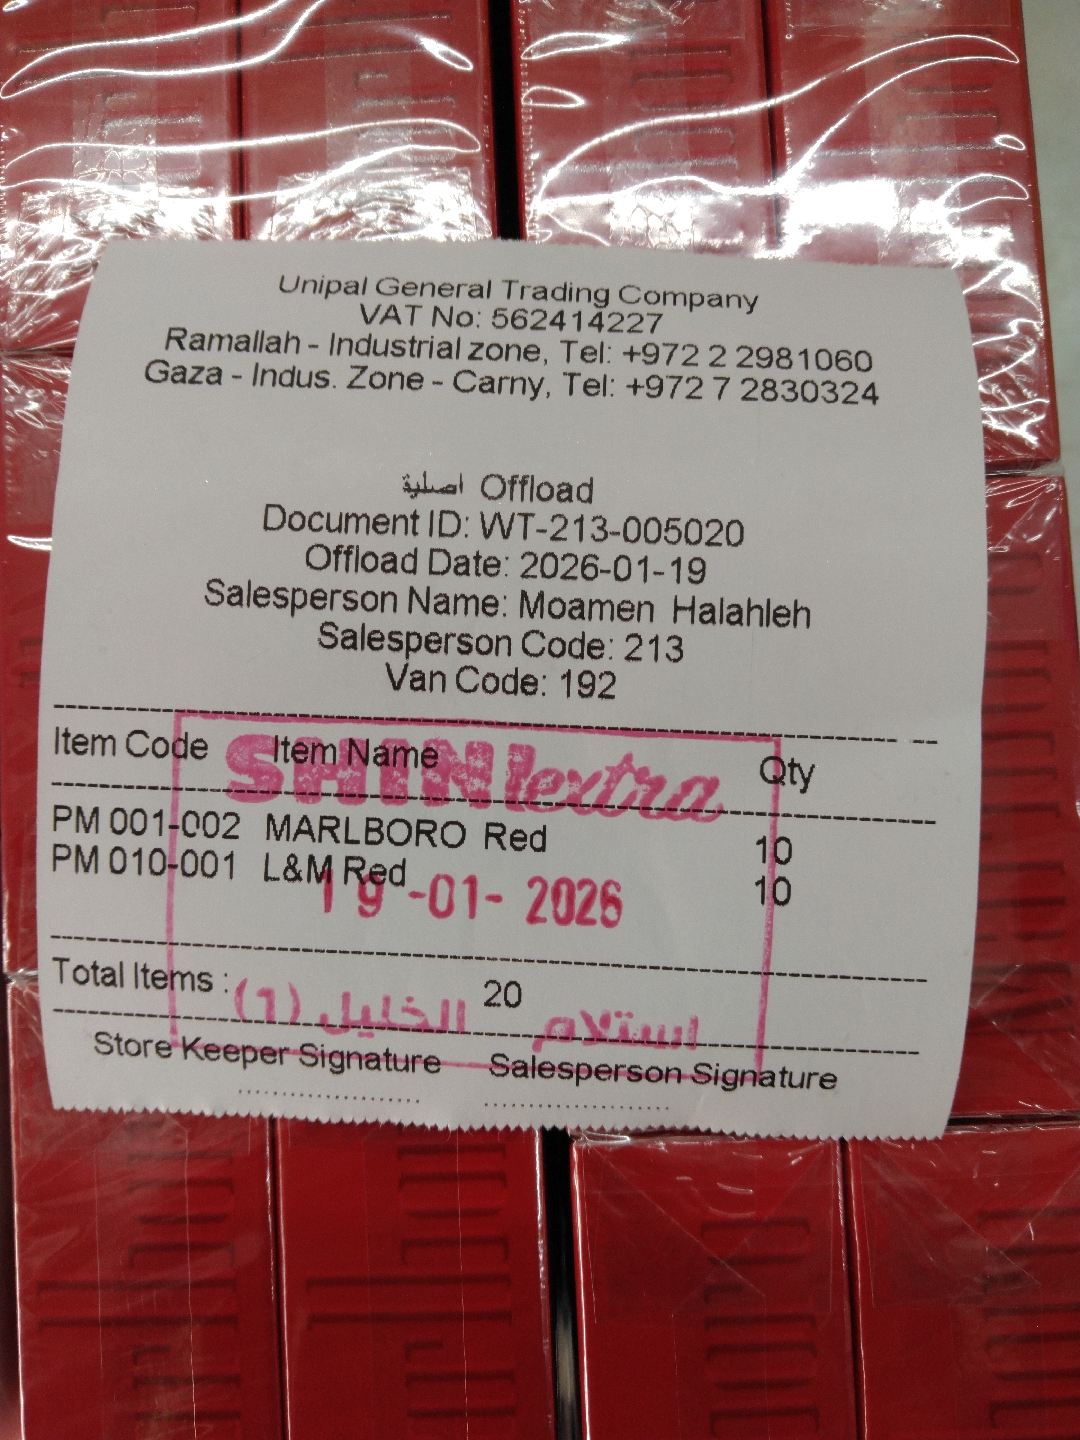 Unipal General Trading Company
VAT No: 562414227
Ramallah - Industrial zone, Tel: +972 2 2981060
Gaza - Indus. Zone - Carny, Tel: +972 7 2830324
اصلية Offload
Document ID: WT-213-005020
Offload Date: 2026-01-19
Salesperson Name: Moamen Halahleh
Salesperson Code: 213
Van Code: 192
Item Code Item Name Qty
SHINI extra
PM 001-002 MARLBORO Red 10
PM 010-001 L&M Red 10
19-01-2026
Total Items : 20
استلام الخليل (1)
Store Keeper Signature Salesperson Signature